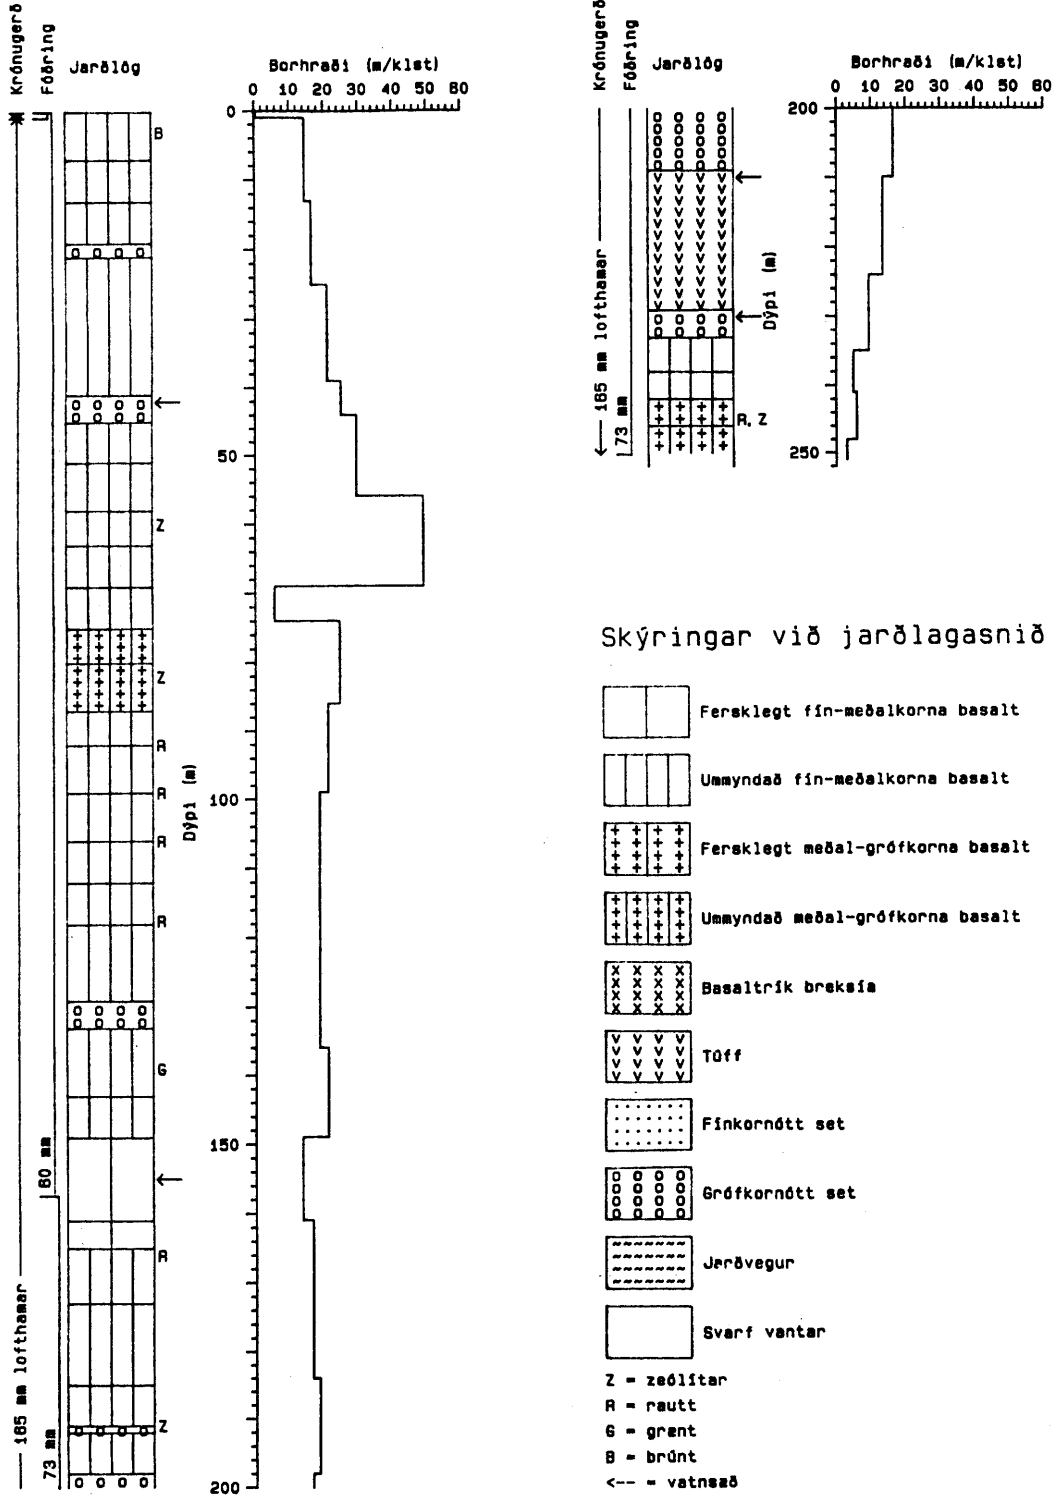 Krónugerð
Fóðring
Jarðlög
Borhraði (m/klst)
0 10 20 30 40 50 60
0
50
100
150
200
Dýpi (m)
B
Z
Z
R
R
R
R
G
R
Z
60 mm
73 mm
165 mm lofthamar
Krónugerð
Fóðring
Jarðlög
Borhraði (m/klst)
0 10 20 30 40 50 60
200
250
Dýpi (m)
165 mm lofthamar
73 mm
R, Z
Skýringar við jarðlagasnið
Fersklegt fín-meðalkorna basalt
Ummyndað fín-meðalkorna basalt
Fersklegt meðal-grófkorna basalt
Ummyndað meðal-grófkorna basalt
Basaltrík breksía
Túff
Fínkornótt set
Grófkornótt set
Jarðvegur
Svarf vantar
Z = zeólítar
R = rautt
G = grænt
B = brúnt
<-- = vatnsæð